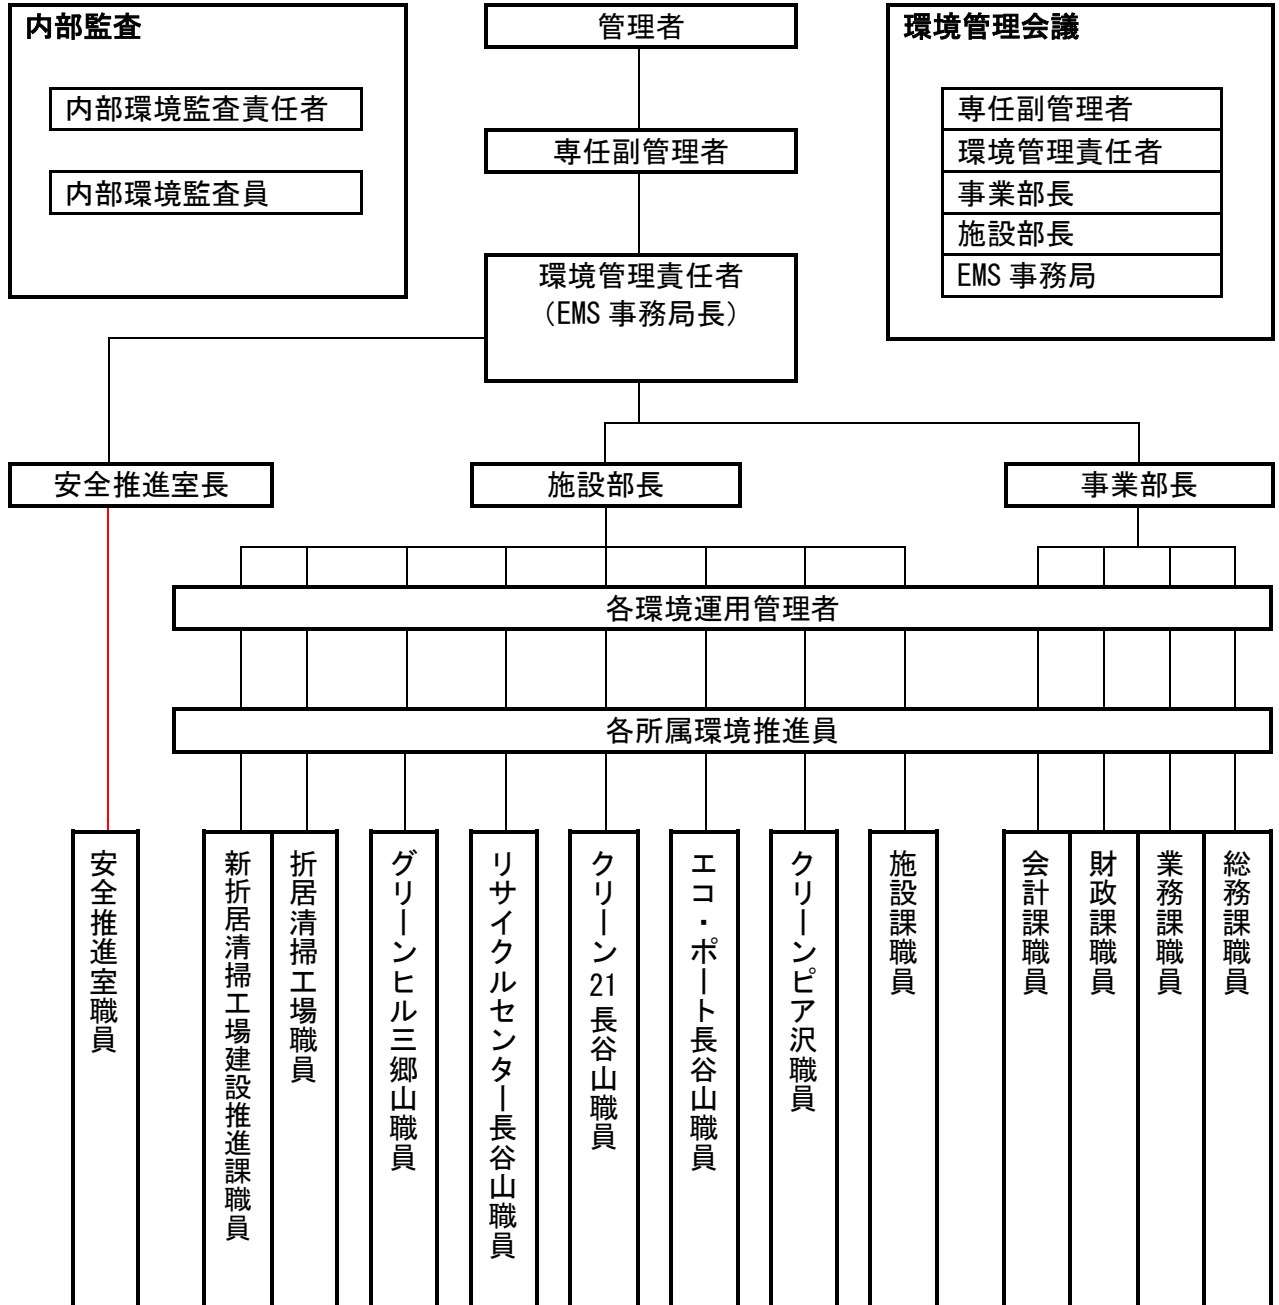 内部監査
内部環境監査責任者
内部環境監査員
管理者
専任副管理者
環境管理責任者
（EMS 事務局長）
環境管理会議
専任副管理者
環境管理責任者
事業部長
施設部長
EMS 事務局
安全推進室長
施設部長
事業部長
各環境運用管理者
各所属環境推進員
安全推進室職員
新折居清掃工場建設推進課職員
折居清掃工場職員
グリーンヒル三郷山職員
リサイクルセンター長谷山職員
クリーン21長谷山職員
エコ・ポート長谷山職員
クリーンピア沢職員
施設課職員
会計課職員
財政課職員
業務課職員
総務課職員